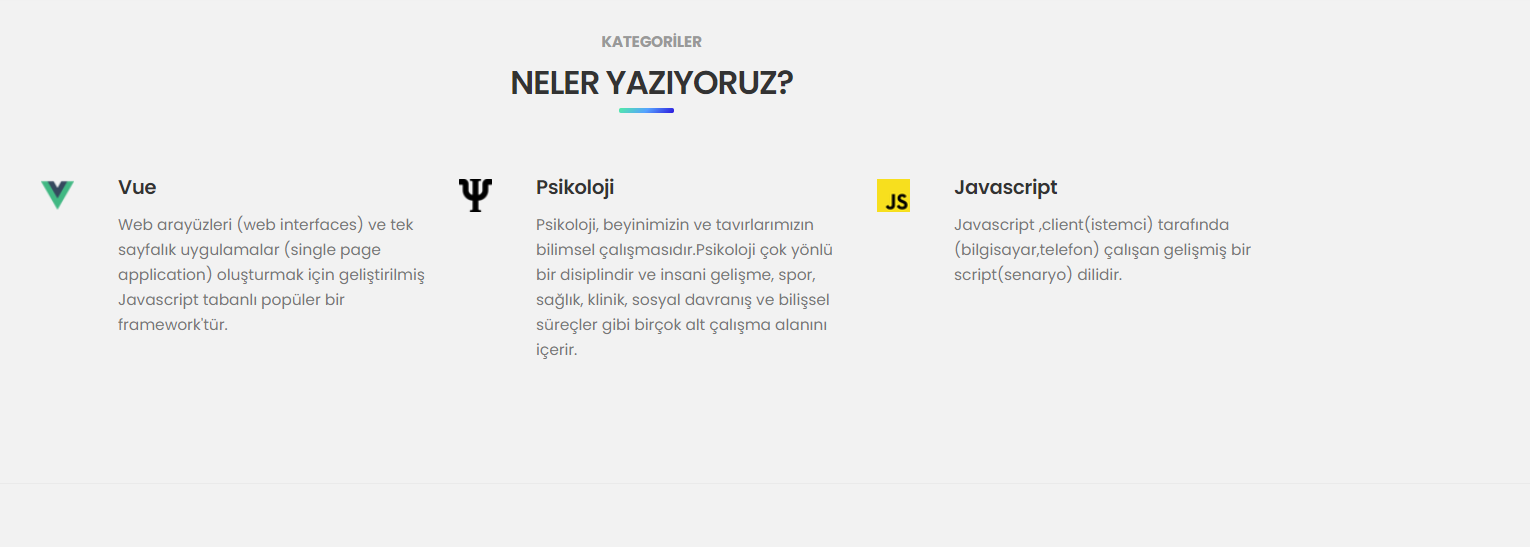 KATEGORİLER
NELER YAZIYORUZ?
Vue
Web arayüzleri (web interfaces) ve tek
sayfalık uygulamalar (single page
application) oluşturmak için geliştirilmiş
Javascript tabanlı popüler bir
framework'tür.
Psikoloji
Psikoloji, beyinimizin ve tavırlarımızın
bilimsel çalışmasıdır.Psikoloji çok yönlü
bir disiplindir ve insani gelişme, spor,
sağlık, klinik, sosyal davranış ve bilişsel
süreçler gibi birçok alt çalışma alanını
içerir.
JS
Javascript
Javascript ,client(istemci) tarafında
(bilgisayar,telefon) çalışan gelişmiş bir
script(senaryo) dilidir.